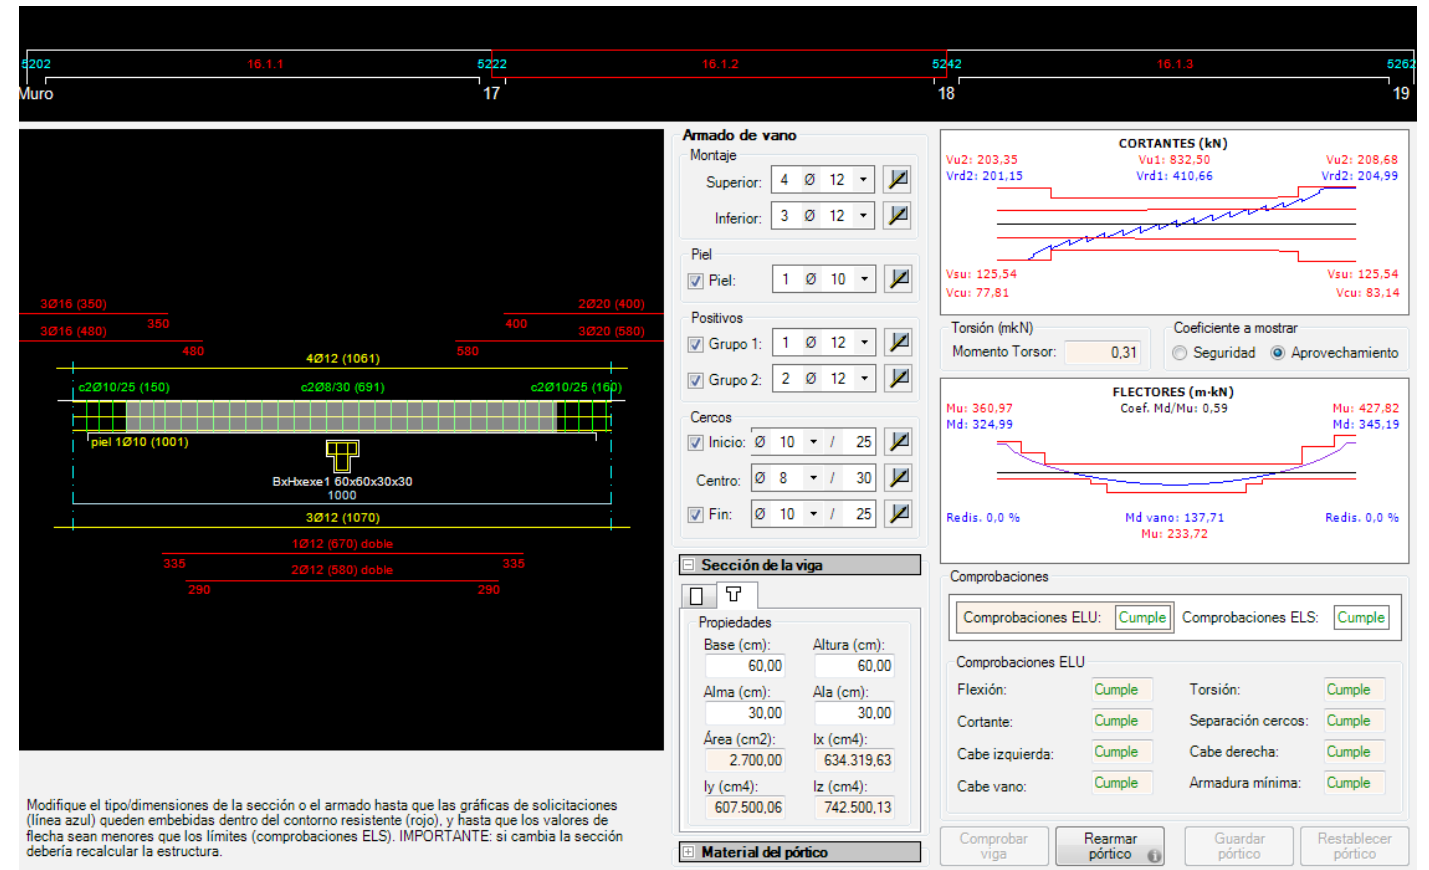 5202 16.1.1 5222 16.1.2 5242 16.1.3 5262
Muro 17 18 19
3Ø16 (350) 2Ø20 (400)
350 400
3Ø16 (480) 3Ø20 (580)
480 580
4Ø12 (1061)
c2Ø10/25 (150) c2Ø8/30 (691) c2Ø10/25 (160)
piel 1Ø10 (1001)
BxHxexe1 60x60x30x30
1000
3Ø12 (1070)
1Ø12 (670) doble
335 335
2Ø12 (580) doble
290 290
Modifique el tipo/dimensiones de la sección o el armado hasta que las gráficas de solicitaciones
(línea azul) queden embebidas dentro del contorno resistente (rojo), y hasta que los valores de
flecha sean menores que los límites (comprobaciones ELS). IMPORTANTE: si cambia la sección
debería recalcular la estructura.
Armado de vano
Montaje
Superior: 4 Ø 12
Inferior: 3 Ø 12
Piel
Piel: 1 Ø 10
Positivos
Grupo 1: 1 Ø 12
Grupo 2: 2 Ø 12
Cercos
Inicio: Ø 10 / 25
Centro: Ø 8 / 30
Fin: Ø 10 / 25
Sección de la viga
Propiedades
Base (cm): Altura (cm):
60,00 60,00
Alma (cm): Ala (cm):
30,00 30,00
Área (cm2): Ix (cm4):
2.700,00 634.319,63
Iy (cm4): Iz (cm4):
607.500,06 742.500,13
Material del pórtico
CORTANTES (kN)
Vu2: 203,35 Vu1: 832,50 Vu2: 208,68
Vrd2: 201,15 Vrd1: 410,66 Vrd2: 204,99
Vsu: 125,54 Vsu: 125,54
Vcu: 77,81 Vcu: 83,14
Torsión (mkN)
Momento Torsor: 0,31
Coeficiente a mostrar
Seguridad Aprovechamiento
FLECTORES (m·kN)
Mu: 360,97 Coef. Md/Mu: 0,59 Mu: 427,82
Md: 324,99 Md: 345,19
Redis. 0,0 % Md vano: 137,71 Redis. 0,0 %
Mu: 233,72
Comprobaciones
Comprobaciones ELU: Cumple Comprobaciones ELS: Cumple
Comprobaciones ELU
Flexión: Cumple Torsión: Cumple
Cortante: Cumple Separación cercos: Cumple
Cabe izquierda: Cumple Cabe derecha: Cumple
Cabe vano: Cumple Armadura mínima: Cumple
Comprobar viga
Rearmar pórtico
Guardar pórtico
Restablecer pórtico